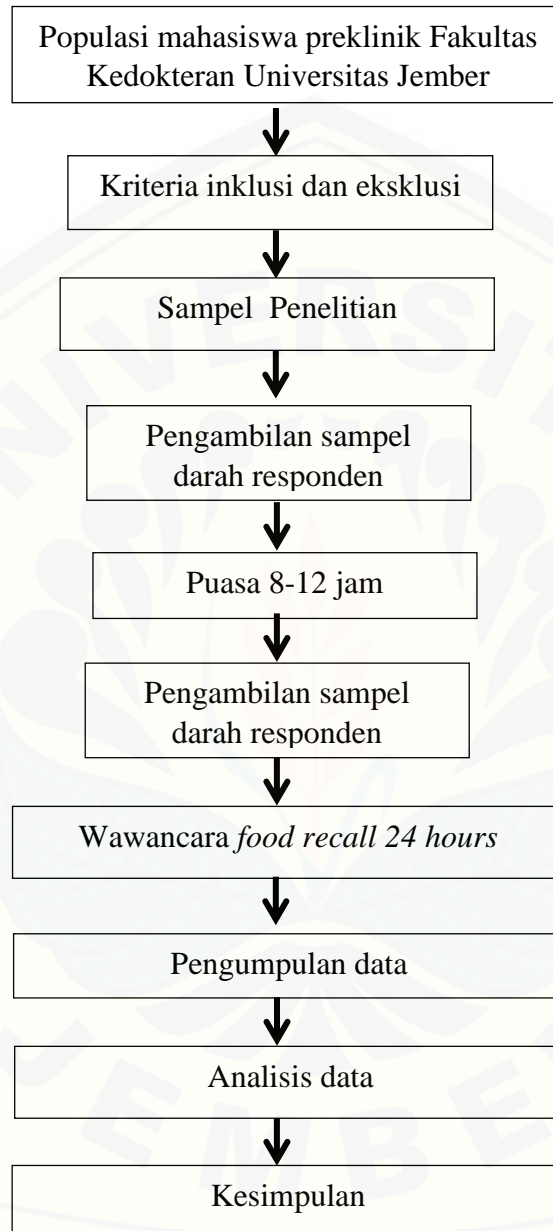 Populasi mahasiswa preklinik Fakultas
Kedokteran Universitas Jember
Kriteria inklusi dan eksklusi
Sampel Penelitian
Pengambilan sampel
darah responden
Puasa 8-12 jam
Pengambilan sampel
darah responden
Wawancara food recall 24 hours
Pengumpulan data
Analisis data
Kesimpulan